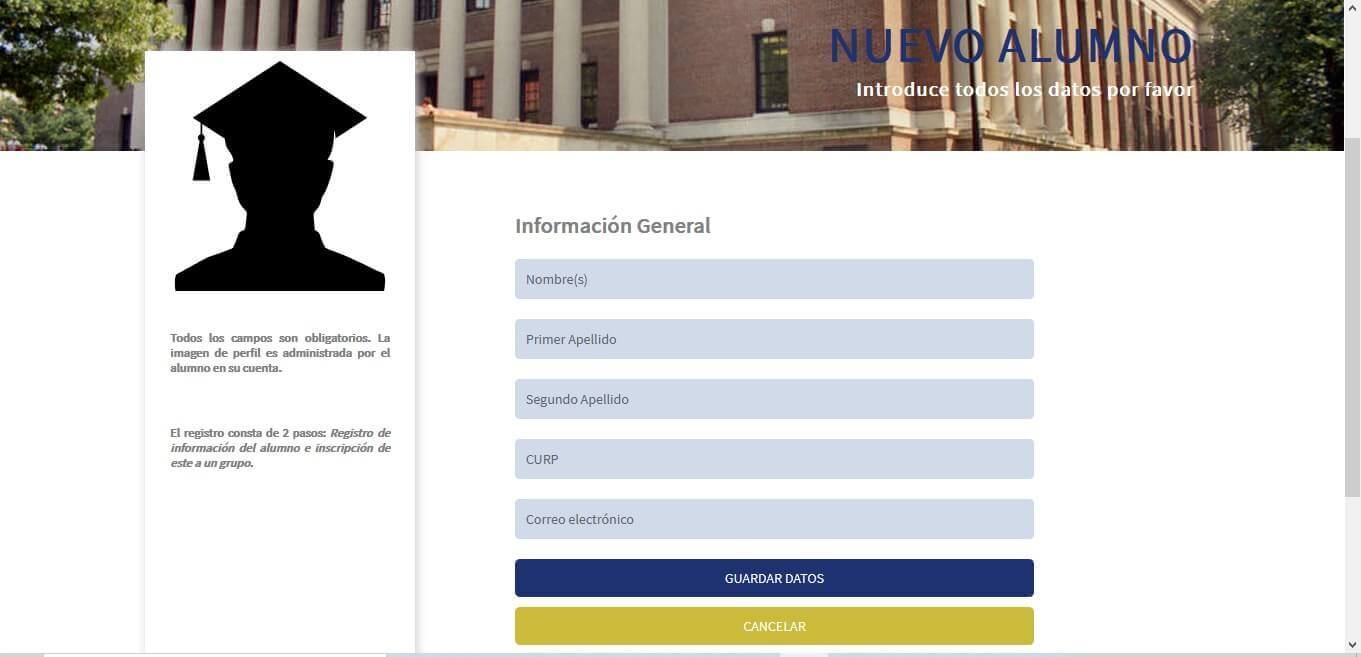 NUEVO ALUMNO
Introduce todos los datos por favor
Todos los campos son obligatorios. La
imagen de perfil es administrada por el
alumno en su cuenta.
El registro consta de 2 pasos: Registro de
información del alumno e inscripción de
este a un grupo.
Información General
Nombre(s)
Primer Apellido
Segundo Apellido
CURP
Correo electrónico
GUARDAR DATOS
CANCELAR